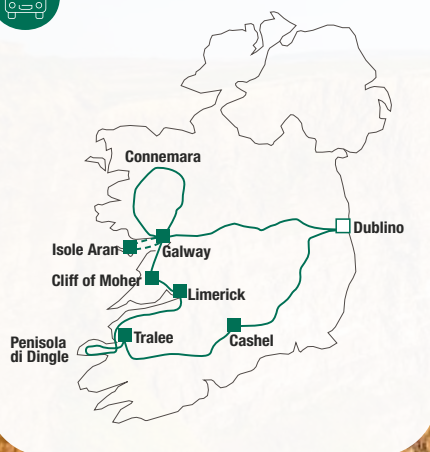 Connemara
Dublino
Isole Aran
Galway
Cliff of Moher
Limerick
Penisola
di Dingle
Tralee
Cashel